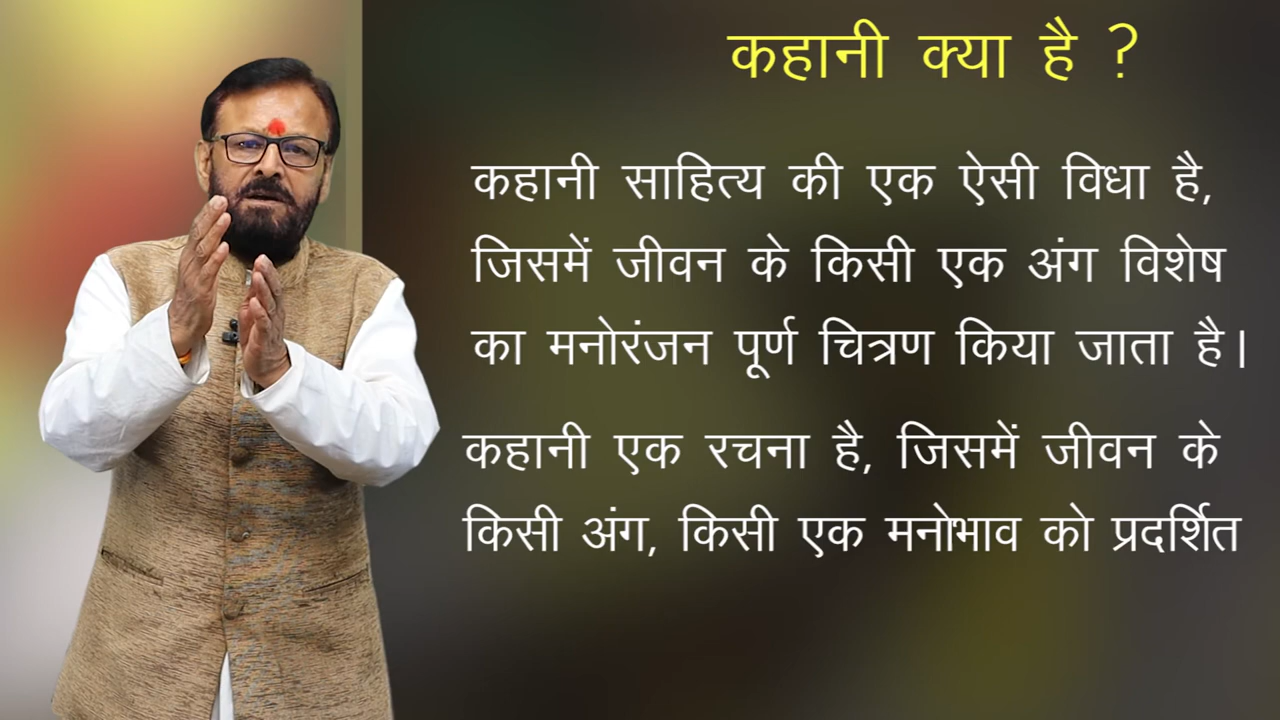 कहानी क्या है ?
कहानी साहित्य की एक ऐसी विधा है,
जिसमें जीवन के किसी एक अंग विशेष
का मनोरंजन पूर्ण चित्रण किया जाता है।
कहानी एक रचना है, जिसमें जीवन के
किसी अंग, किसी एक मनोभाव को प्रदर्शित